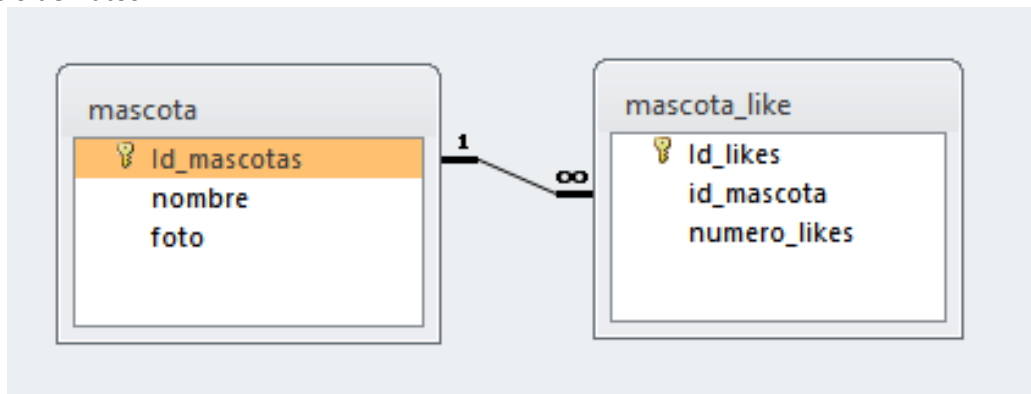 mascota
Id_mascotas
nombre
foto
1
∞
mascota_like
Id_likes
id_mascota
numero_likes